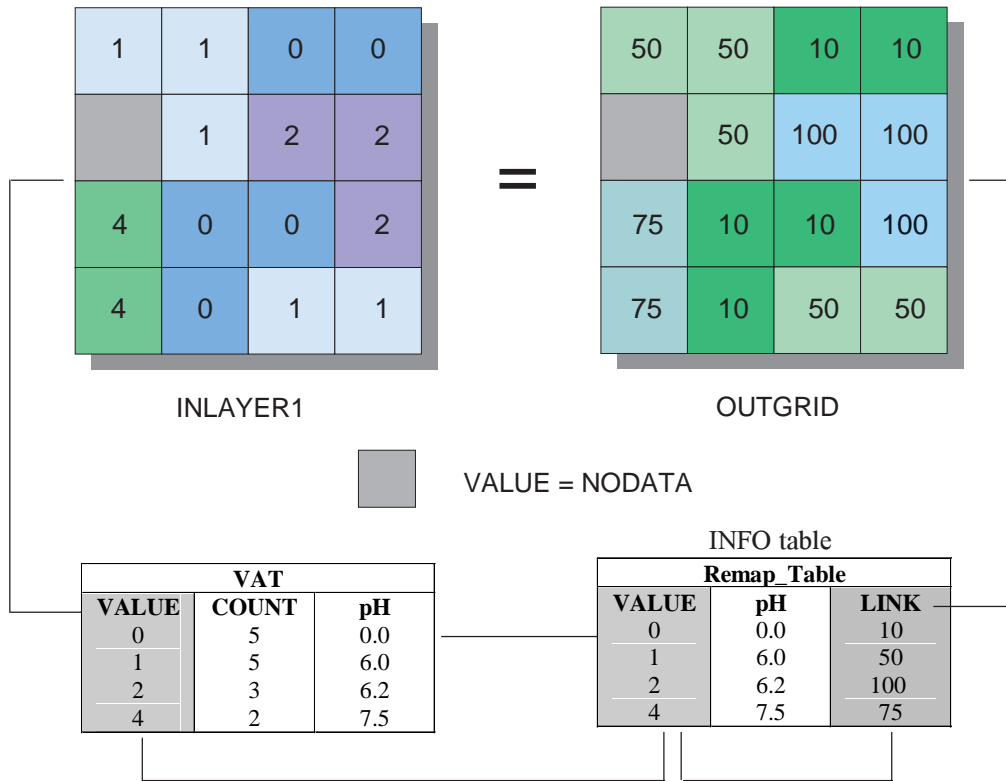 1 1 0 0
1 2 2
4 0 0 2
4 0 1 1
INLAYER1
=
50 50 10 10
50 100 100
75 10 10 100
75 10 50 50
OUTGRID
VALUE = NODATA
VAT
VALUE COUNT pH
0 5 0.0
1 5 6.0
2 3 6.2
4 2 7.5
INFO table
Remap_Table
VALUE pH LINK
0 0.0 10
1 6.0 50
2 6.2 100
4 7.5 75